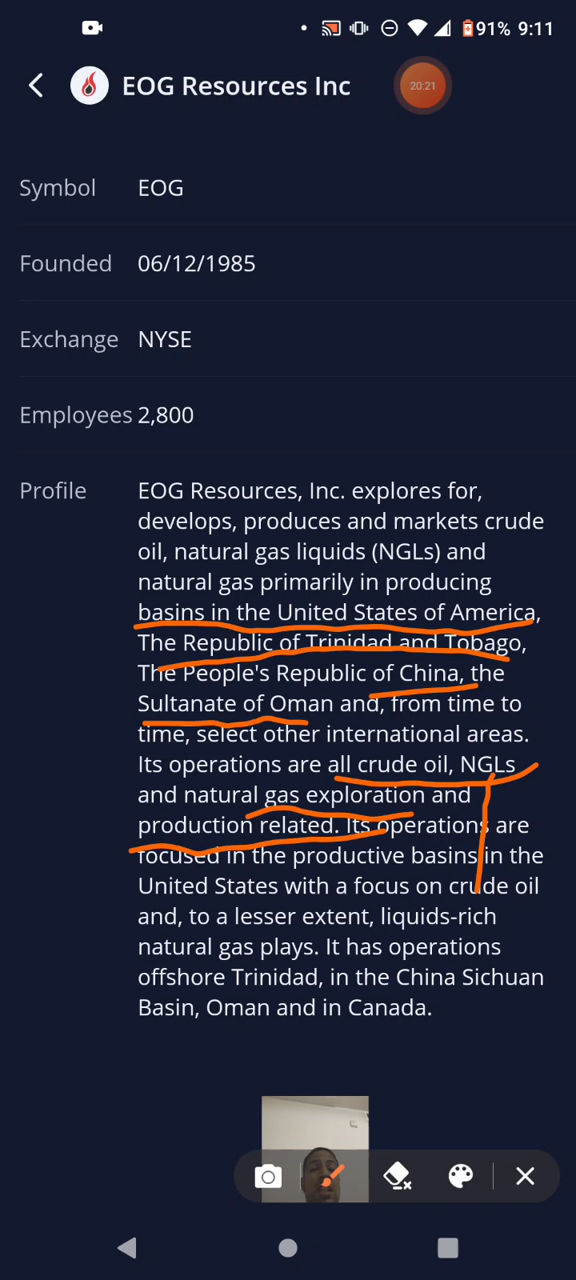 91% 9:11
EOG Resources Inc
20:21
Symbol EOG
Founded 06/12/1985
Exchange NYSE
Employees 2,800
Profile EOG Resources, Inc. explores for,
develops, produces and markets crude
oil, natural gas liquids (NGLs) and
natural gas primarily in producing
basins in the United States of America,
The Republic of Trinidad and Tobago,
The People's Republic of China, the
Sultanate of Oman and, from time to
time, select other international areas.
Its operations are all crude oil, NGLs
and natural gas exploration and
production related. Its operations are
focused in the productive basins in the
United States with a focus on crude oil
and, to a lesser extent, liquids-rich
natural gas plays. It has operations
offshore Trinidad, in the China Sichuan
Basin, Oman and in Canada.